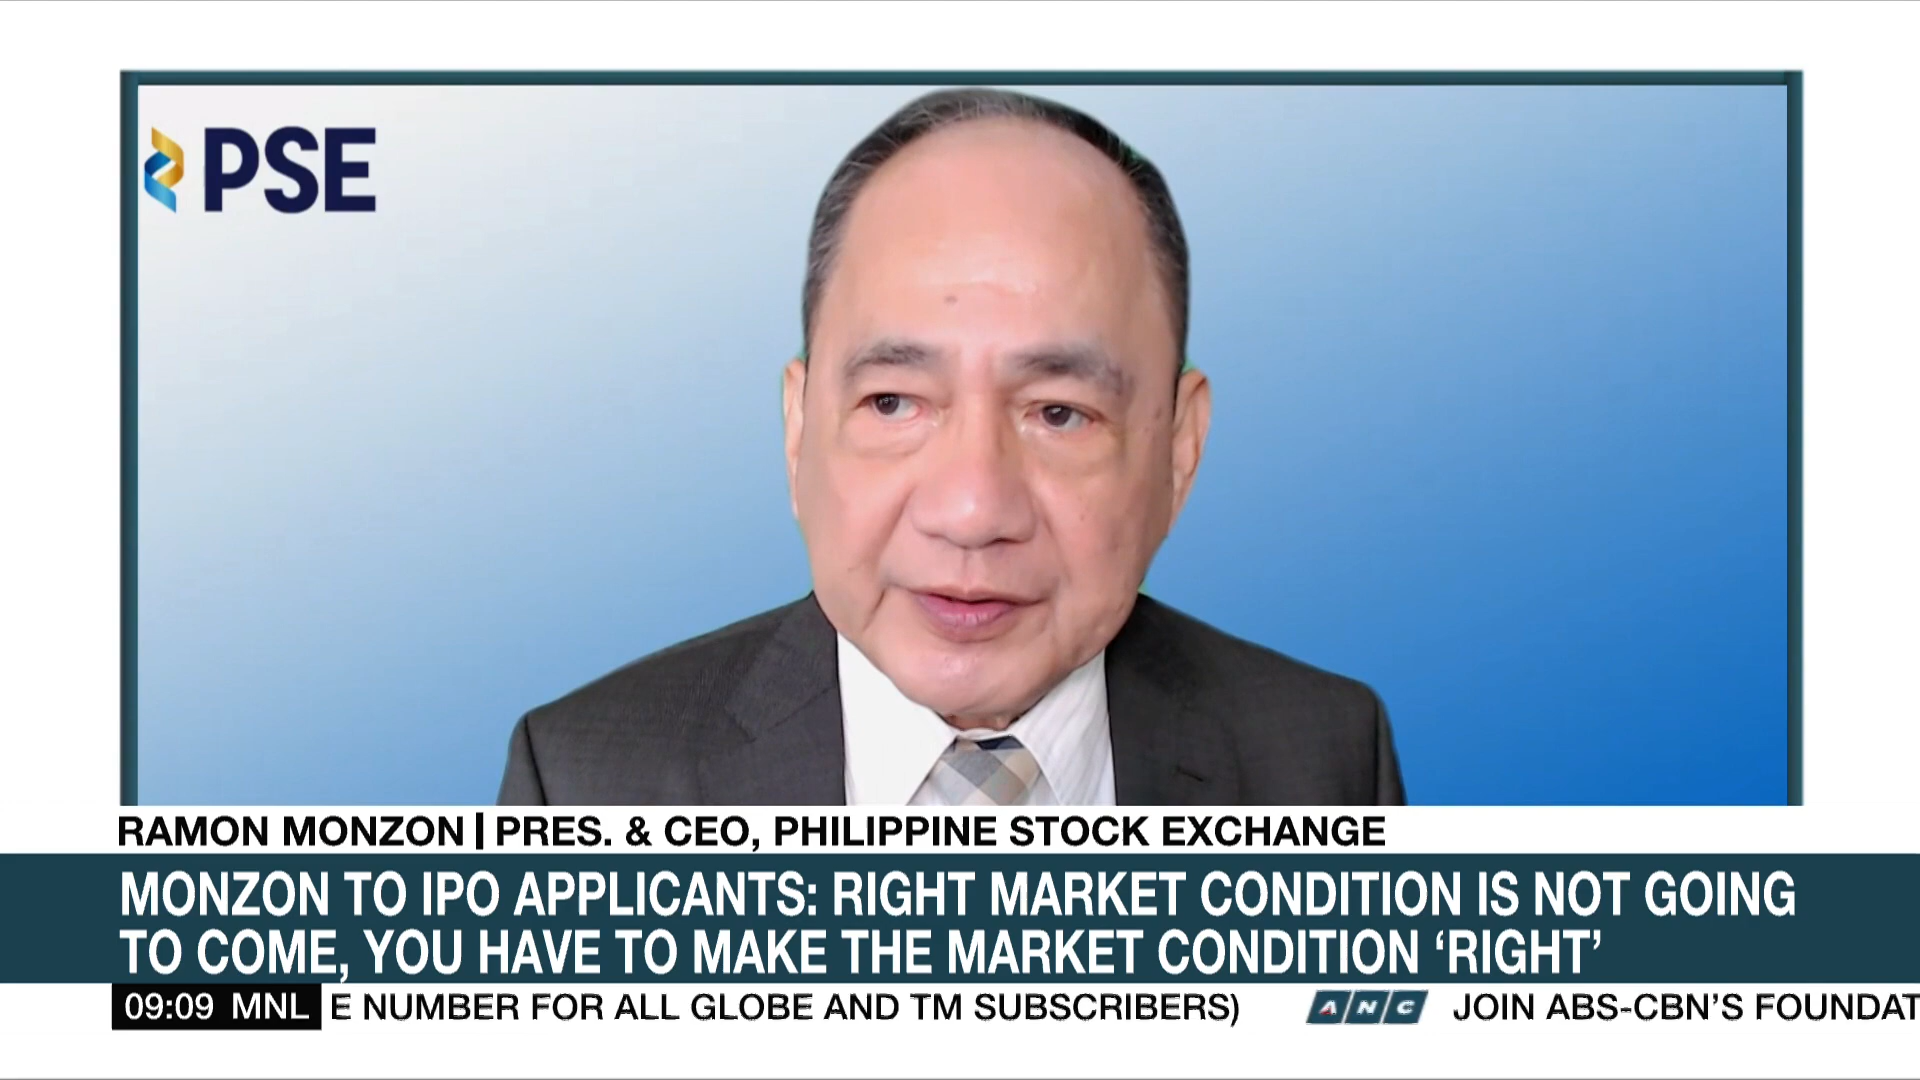 PSE
RAMON MONZON | PRES. & CEO, PHILIPPINE STOCK EXCHANGE
MONZON TO IPO APPLICANTS: RIGHT MARKET CONDITION IS NOT GOING
TO COME, YOU HAVE TO MAKE THE MARKET CONDITION ‘RIGHT’
09:09 MNL E NUMBER FOR ALL GLOBE AND TM SUBSCRIBERS) ANC JOIN ABS-CBN’S FOUNDAT